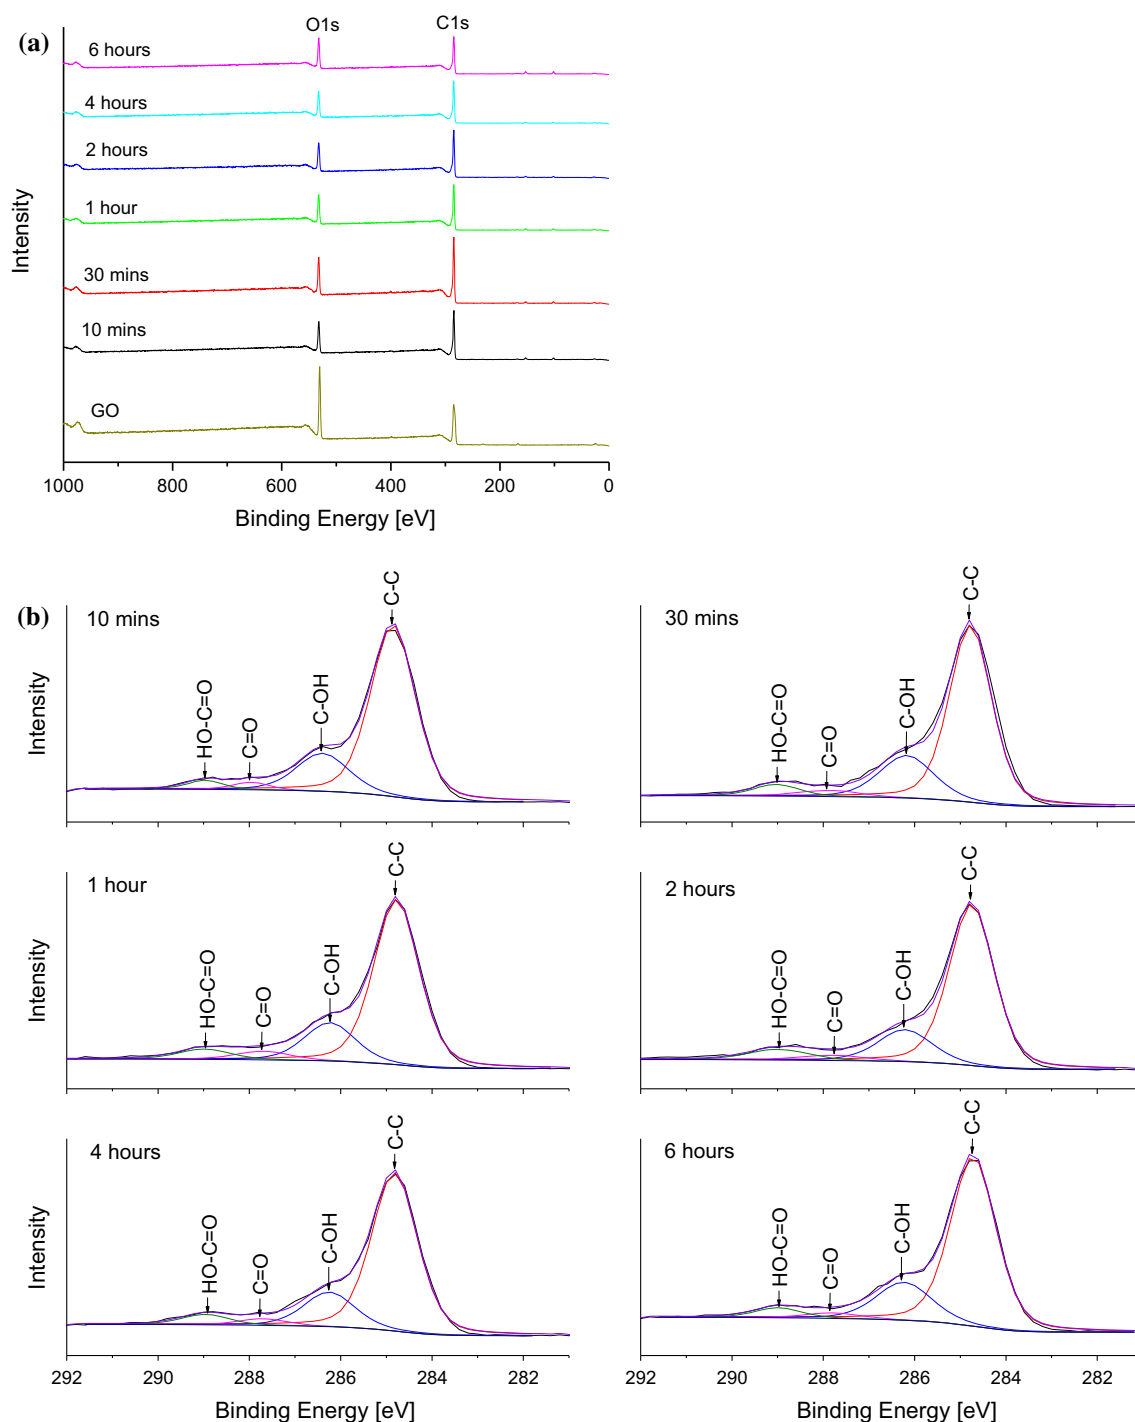 (a)
O1s
C1s
6 hours
4 hours
2 hours
1 hour
30 mins
10 mins
GO
Intensity
1000
800
600
400
200
0
Binding Energy [eV]
(b)
10 mins
HO-C=O
C=O
C-OH
C-C
Intensity
30 mins
HO-C=O
C=O
C-OH
C-C
1 hour
HO-C=O
C=O
C-OH
C-C
Intensity
2 hours
HO-C=O
C=O
C-OH
C-C
4 hours
HO-C=O
C=O
C-OH
C-C
Intensity
292
290
288
286
284
282
Binding Energy [eV]
6 hours
HO-C=O
C=O
C-OH
C-C
292
290
288
286
284
282
Binding Energy [eV]